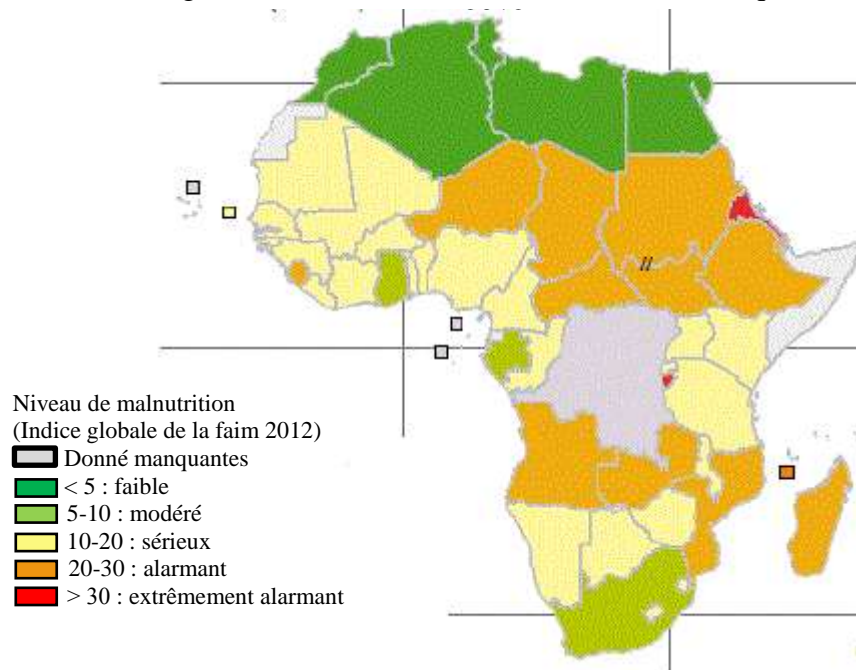 Niveau de malnutrition
(Indice globale de la faim 2012)
Donné manquantes
< 5 : faible
5-10 : modéré
10-20 : sérieux
20-30 : alarmant
> 30 : extrêmement alarmant